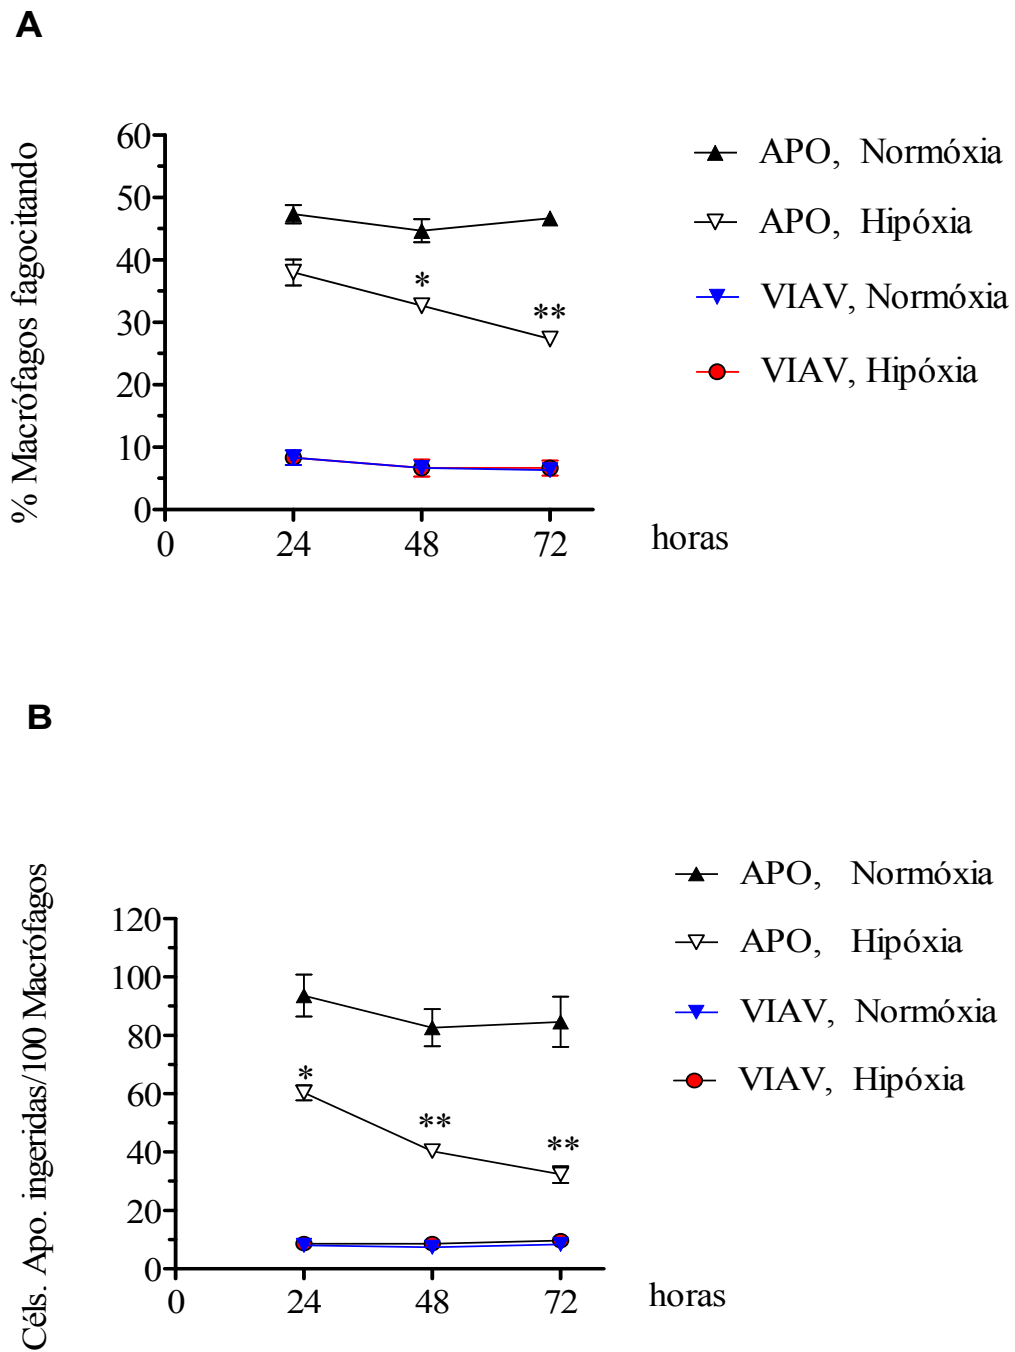 A
% Macrófagos fagocitando
60
50
40
30
20
10
0
0 24 48 72 horas
*
**
APO, Normóxia
APO, Hipóxia
VIAV, Normóxia
VIAV, Hipóxia
B
Céls. Apo. ingeridas/100 Macrófagos
120
100
80
60
40
20
0
0 24 48 72 horas
*
**
**
APO, Normóxia
APO, Hipóxia
VIAV, Normóxia
VIAV, Hipóxia